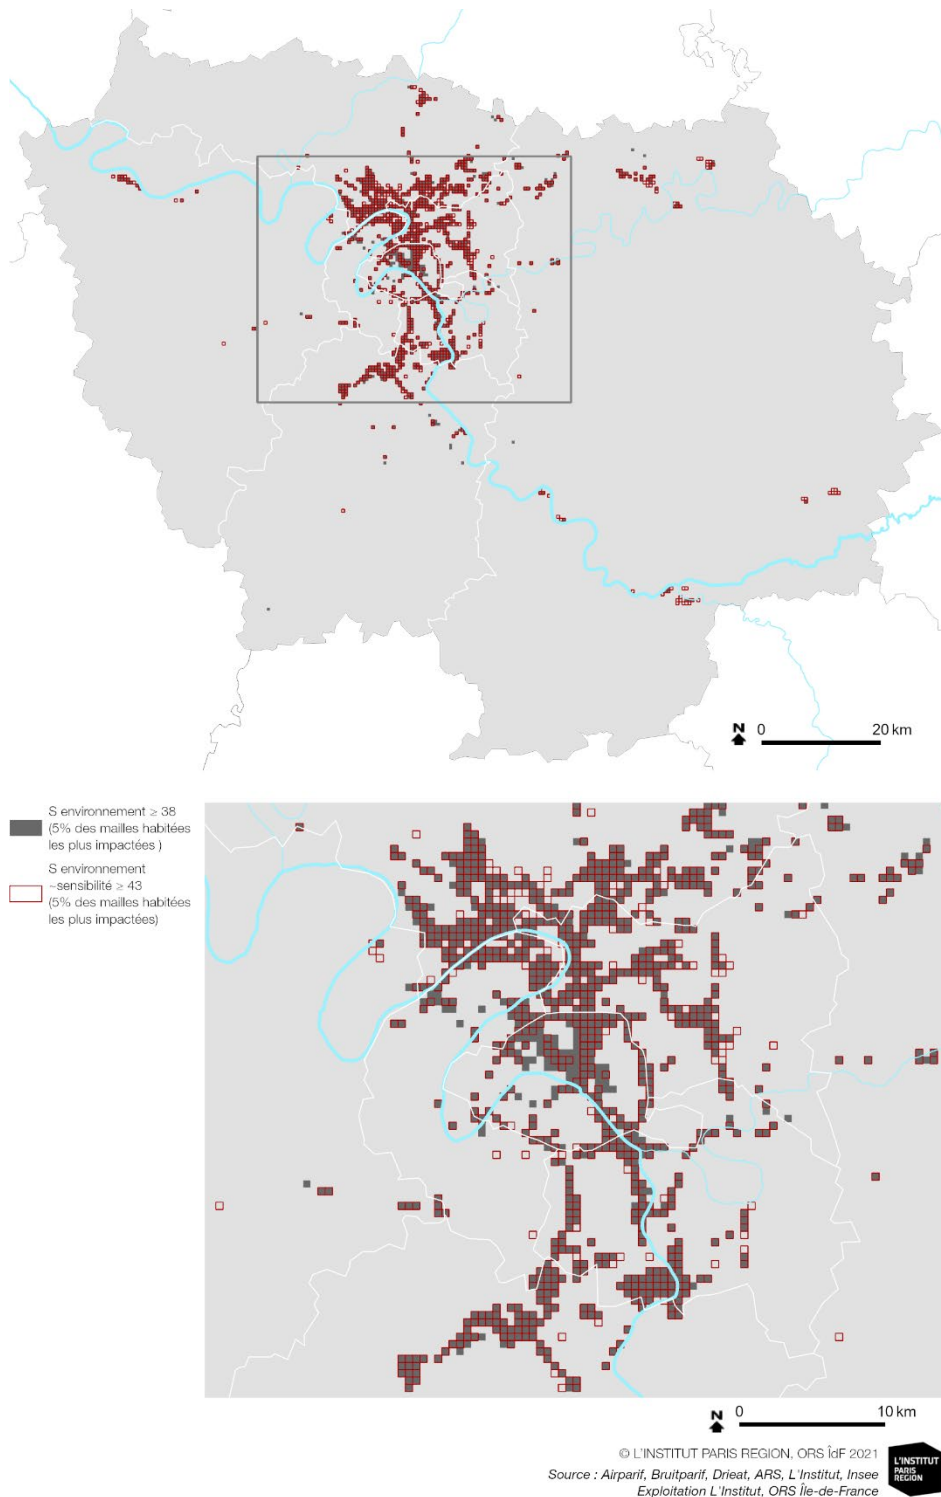 N 0 20 km
S environnement ≥ 38
(5% des mailles habitées
les plus impactées )
S environnement
~sensibilité ≥ 43
(5% des mailles habitées
les plus impactées)
N 0 10 km
© L'INSTITUT PARIS REGION, ORS ÎdF 2021
Source : Airparif, Bruitparif, Drieat, ARS, L'Institut, Insee
Exploitation L'Institut, ORS Île-de-France
L'INSTITUT
PARIS
REGION